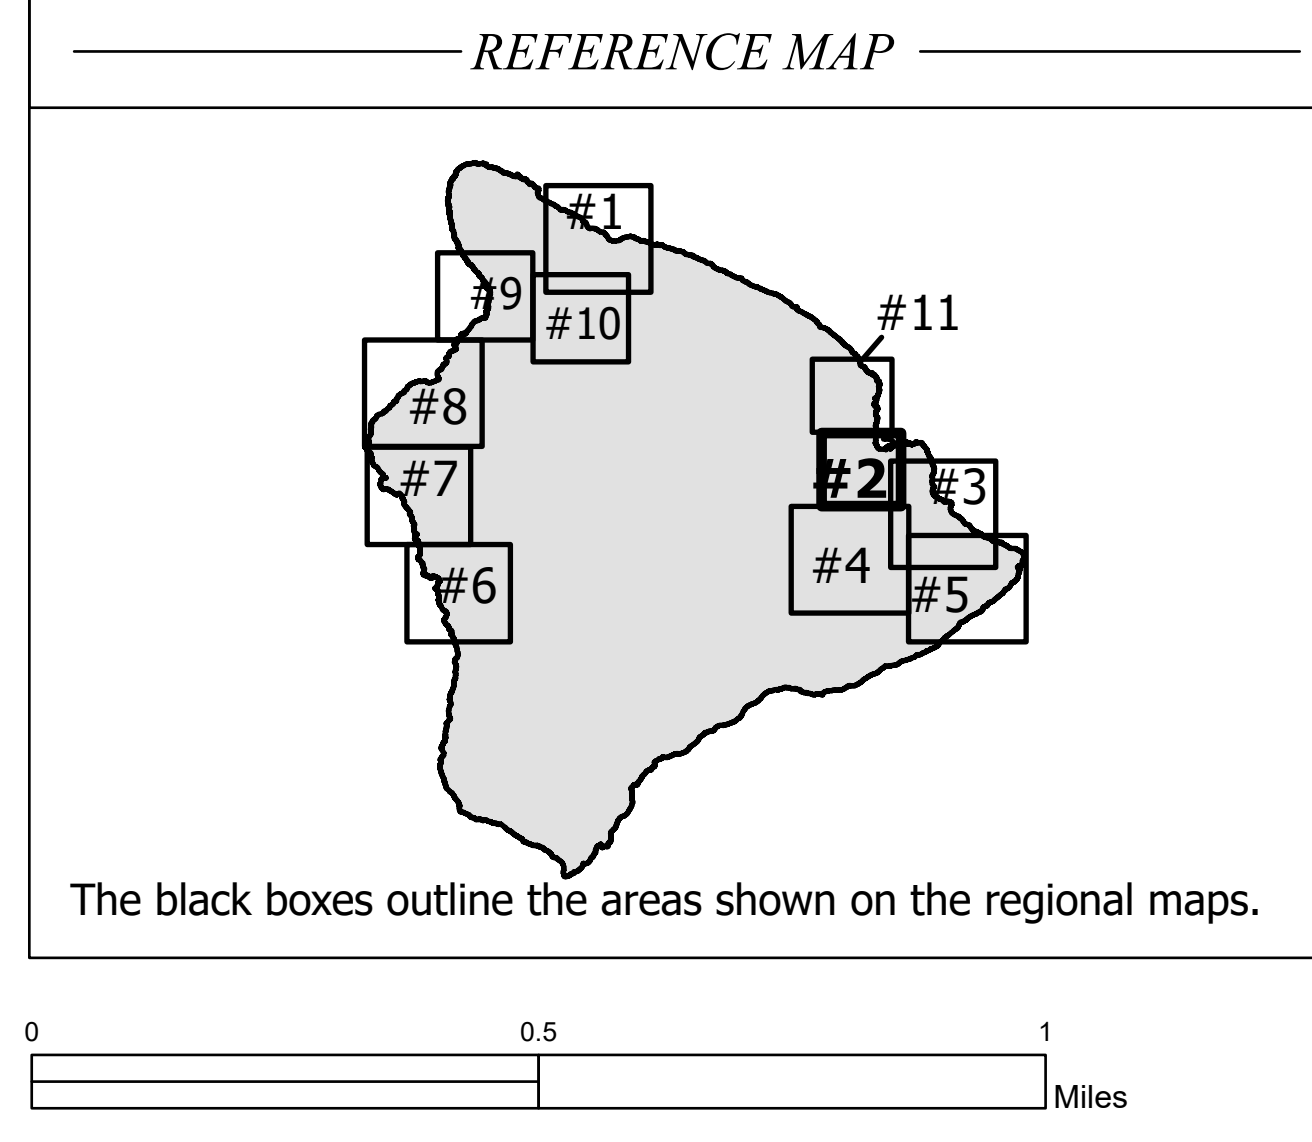 REFERENCE MAP
#1
#9
#10
#11
#8
#7
#2
#3
#4
#6
#5
The black boxes outline the areas shown on the regional maps.
0 0.5 1
Miles